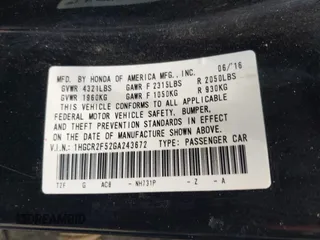 MFD. BY HONDA OF AMERICA MFG., INC. 06/16
GVWR 4321LBS GAWR F 2315LBS R 2050LBS
GVWR 1960KG GAWR F 1050KG R 930KG
THIS VEHICLE CONFORMS TO ALL APPLICABLE
FEDERAL MOTOR VEHICLE SAFETY, BUMPER,
AND THEFT PREVENTION STANDARDS IN EFFECT
ON THE DATE OF MANUFACTURE SHOWN ABOVE.
V.I.N.: 1HGCR2F52GA243672 TYPE: PASSENGER CAR
T2F G AC8 - NH731P - Z - A
DREAMBID